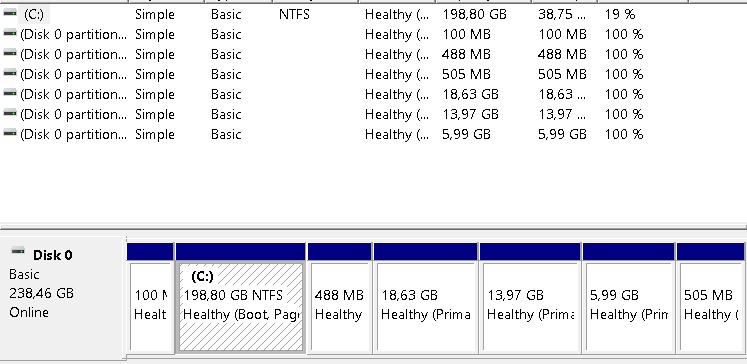 (C:) Simple Basic NTFS Healthy (... 198,80 GB 38,75 ... 19 %
(Disk 0 partition... Simple Basic Healthy (... 100 MB 100 MB 100 %
(Disk 0 partition... Simple Basic Healthy (... 488 MB 488 MB 100 %
(Disk 0 partition... Simple Basic Healthy (... 505 MB 505 MB 100 %
(Disk 0 partition... Simple Basic Healthy (... 18,63 GB 18,63 ... 100 %
(Disk 0 partition... Simple Basic Healthy (... 13,97 GB 13,97 ... 100 %
(Disk 0 partition... Simple Basic Healthy (... 5,99 GB 5,99 GB 100 %
Disk 0
Basic
238,46 GB
Online
100 M
Healt
(C:)
198,80 GB NTFS
Healthy (Boot, Pag
488 MB
Healthy
18,63 GB
Healthy (Prima
13,97 GB
Healthy (Prima
5,99 GB
Healthy (Prim
505 MB
Healthy (